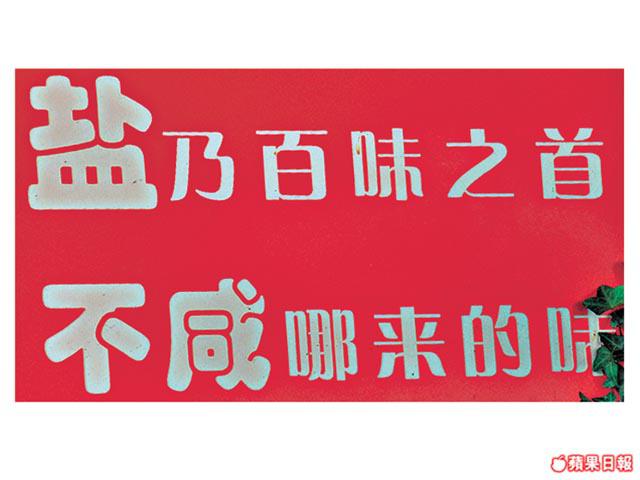 盐乃百味之首
不咸哪来的味
蘋果日報